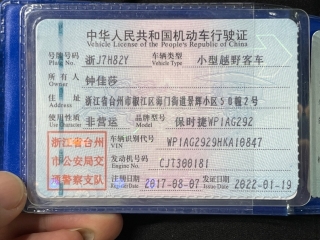 中华人民共和国机动车行驶证
Vehicle License of the People's Republic of China
号牌号码 Plate No. 浙J7H82Y 车辆类型 Vehicle Type 小型越野客车
所有人 Owner 钟佳莎
住址 Address 浙江省台州市椒江区海门街道景辉小区50幢2号
使用性质 Use Character 非营运 品牌型号 Model 保时捷WP1AG292
浙江省台州市公安局交通警察支队
车辆识别代号 VIN WP1AG2929HKA10847
发动机号码 Engine No. CJT300181
注册日期 Register Date 2017-08-07 发证日期 Issue Date 2022-01-19